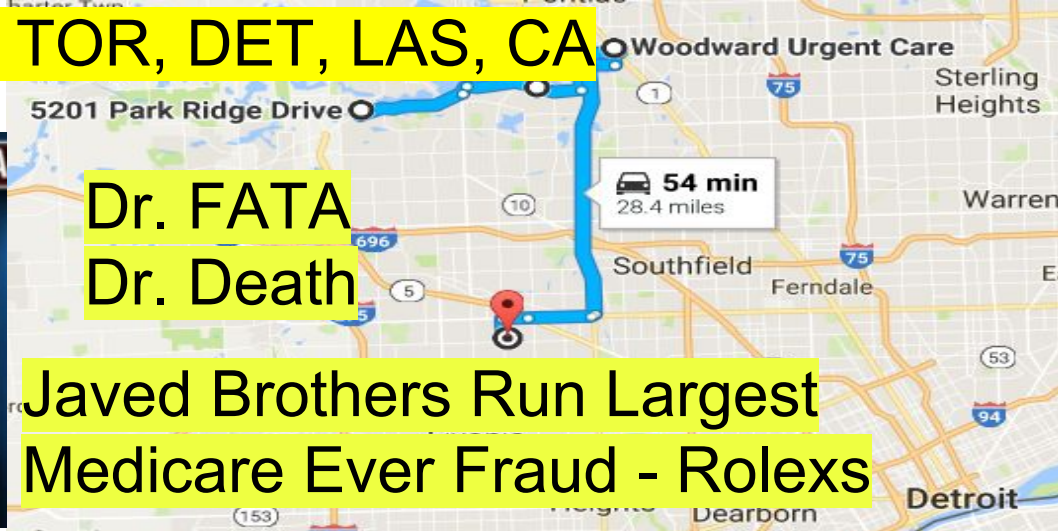 TOR, DET, LAS, CA
Woodward Urgent Care
75
Sterling
Heights
1
5201 Park Ridge Drive
54 min
28.4 miles
10
Warren
Dr. FATA
696
75
Southfield
Ferndale
Dr. Death
5
53
Javed Brothers Run Largest
94
Medicare Ever Fraud - Rolexs
Detroit
153
Heights
Dearborn